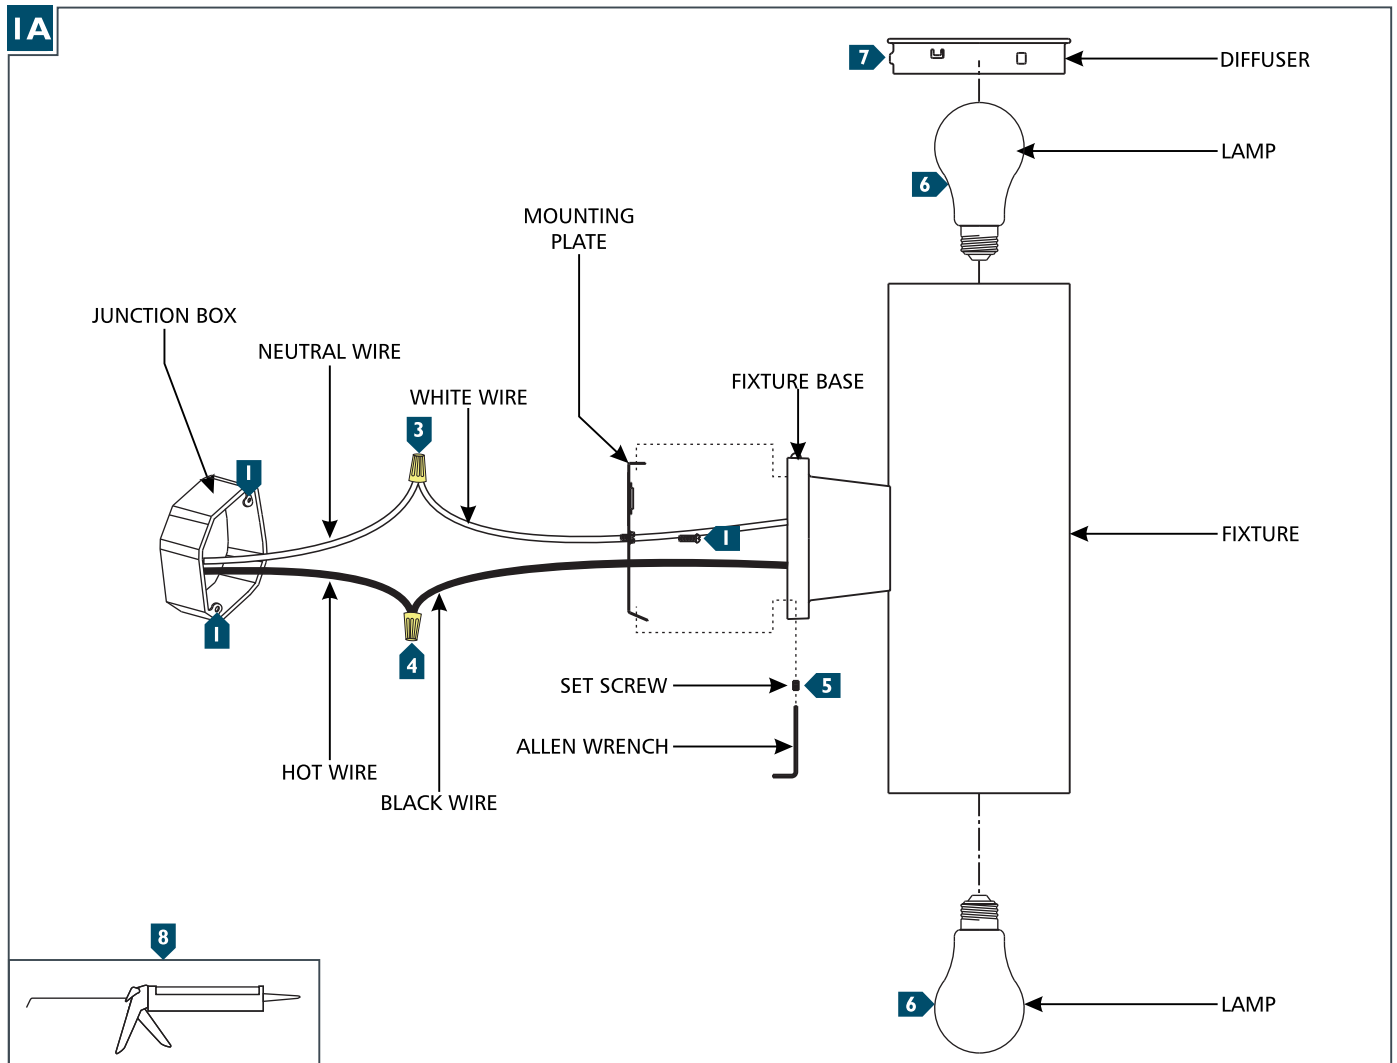 1A
7
DIFFUSER
LAMP
6
MOUNTING
PLATE
JUNCTION BOX
NEUTRAL WIRE
FIXTURE BASE
WHITE WIRE
3
1
1
FIXTURE
1
4
SET SCREW
5
ALLEN WRENCH
HOT WIRE
BLACK WIRE
8
6
LAMP